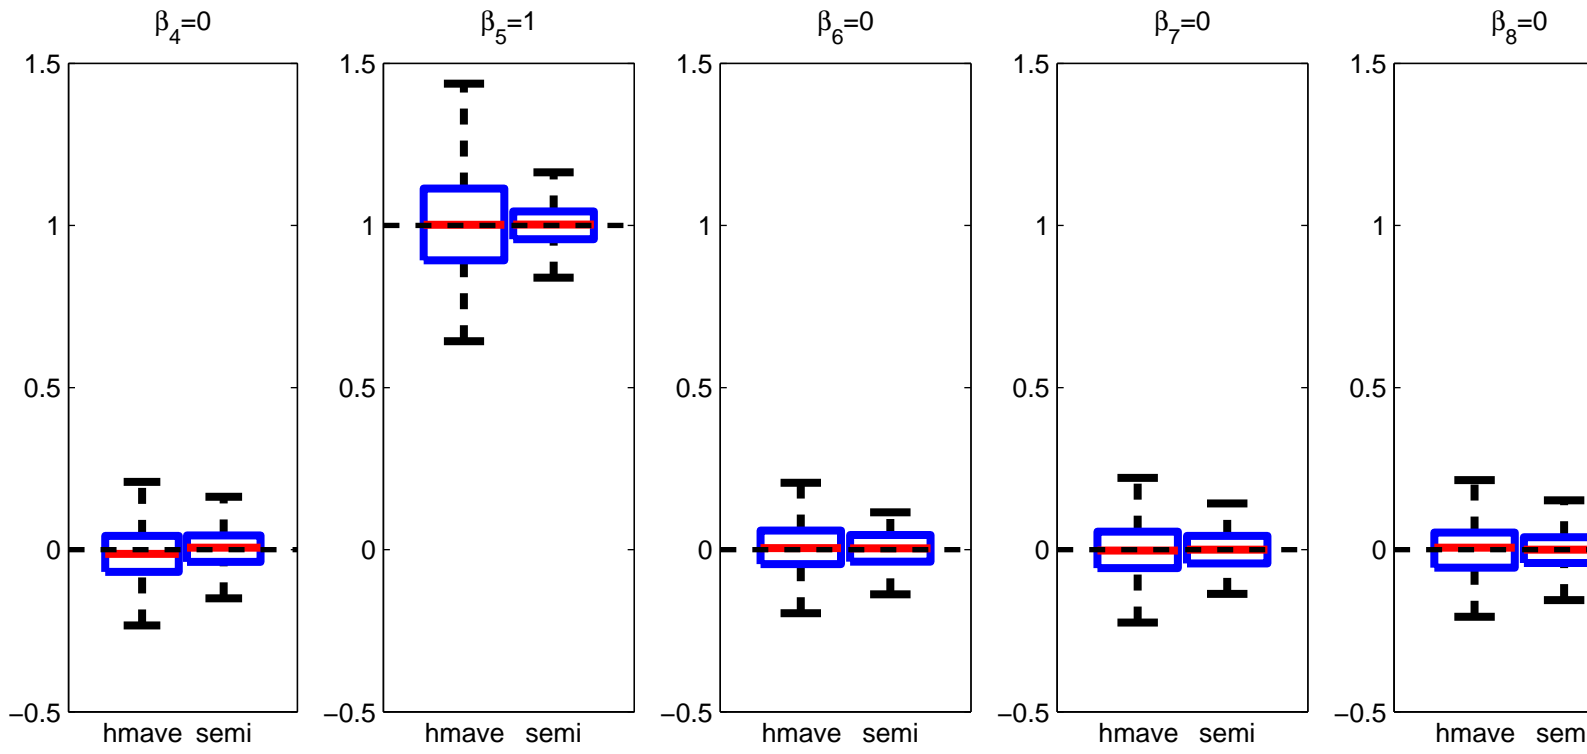 β4=0 β5=1 β6=0 β7=0 β8=0
1.5 1.5 1.5 1.5 1.5
1 1 1 1 1
0.5 0.5 0.5 0.5 0.5
0 0 0 0 0
−0.5 −0.5 −0.5 −0.5 −0.5
hmave semi hmave semi hmave semi hmave semi hmave semi